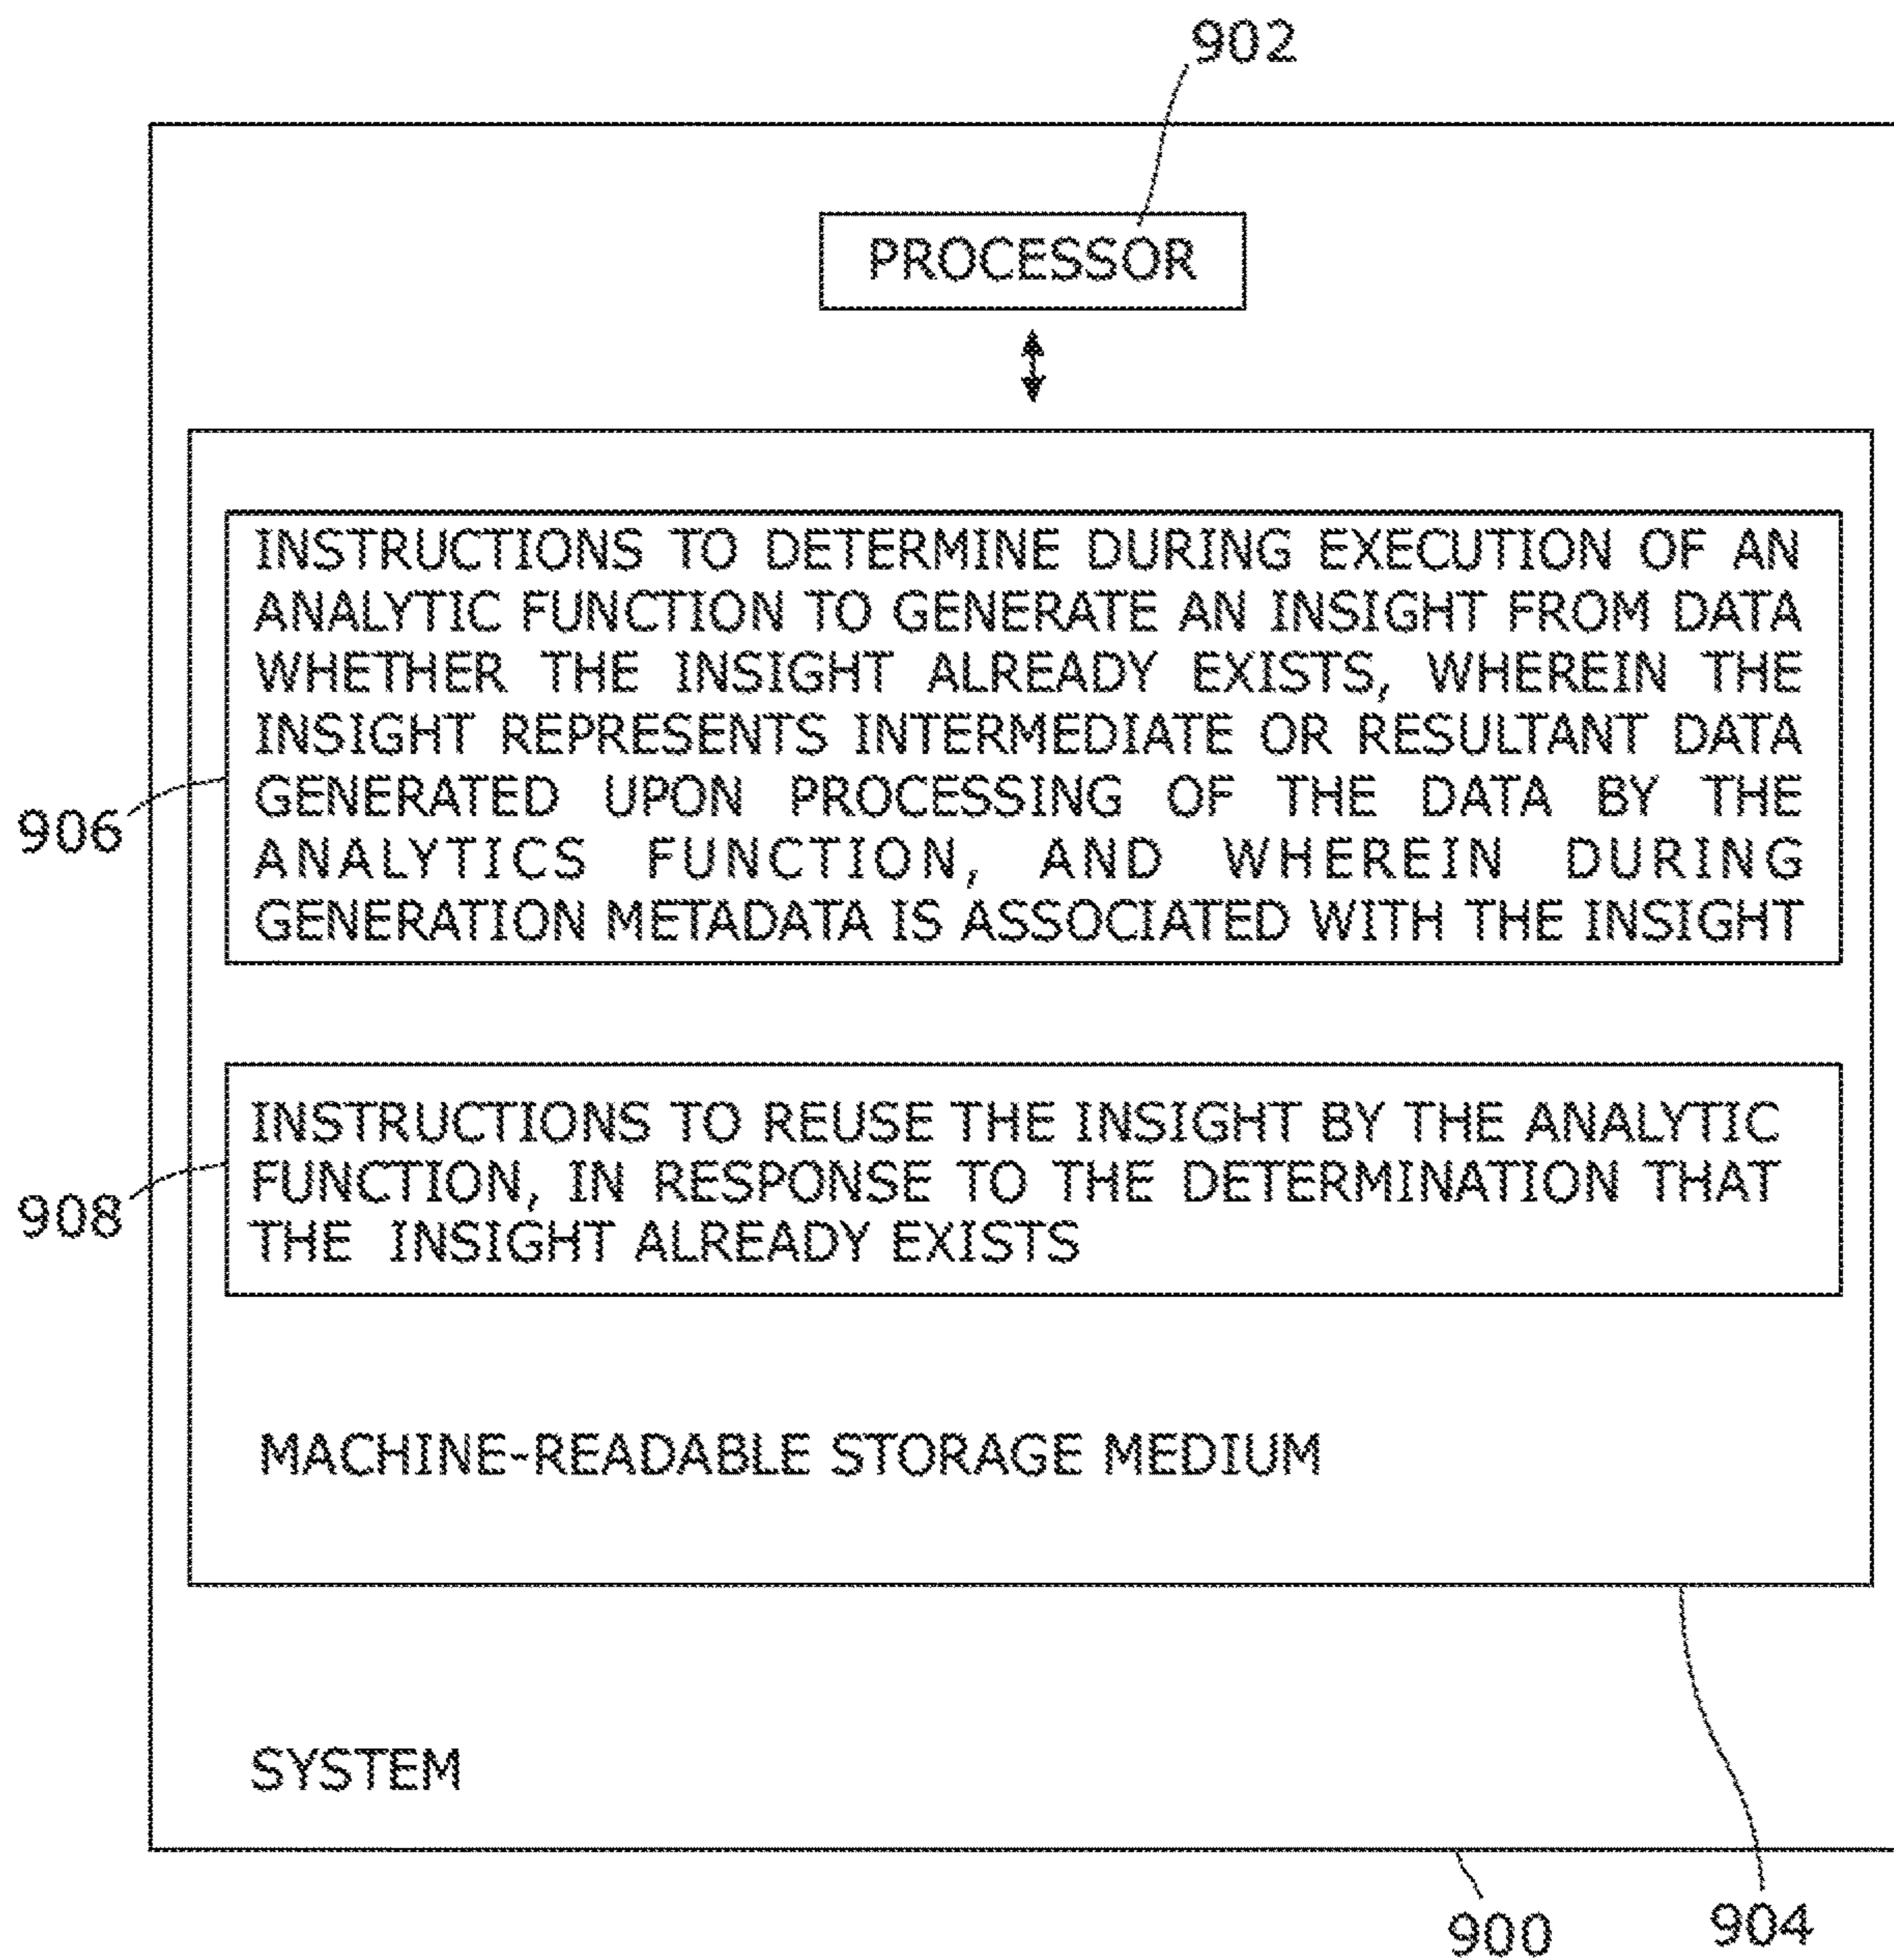 902
PROCESSOR
INSTRUCTIONS TO DETERMINE DURING EXECUTION OF AN
ANALYTIC FUNCTION TO GENERATE AN INSIGHT FROM DATA
WHETHER THE INSIGHT ALREADY EXISTS, WHEREIN THE
INSIGHT REPRESENTS INTERMEDIATE OR RESULTANT DATA
GENERATED UPON PROCESSING OF THE DATA BY THE
ANALYTICS FUNCTION, AND WHEREIN DURING
GENERATION METADATA IS ASSOCIATED WITH THE INSIGHT
906
INSTRUCTIONS TO REUSE THE INSIGHT BY THE ANALYTIC
FUNCTION, IN RESPONSE TO THE DETERMINATION THAT
THE INSIGHT ALREADY EXISTS
908
MACHINE-READABLE STORAGE MEDIUM
SYSTEM
900
904